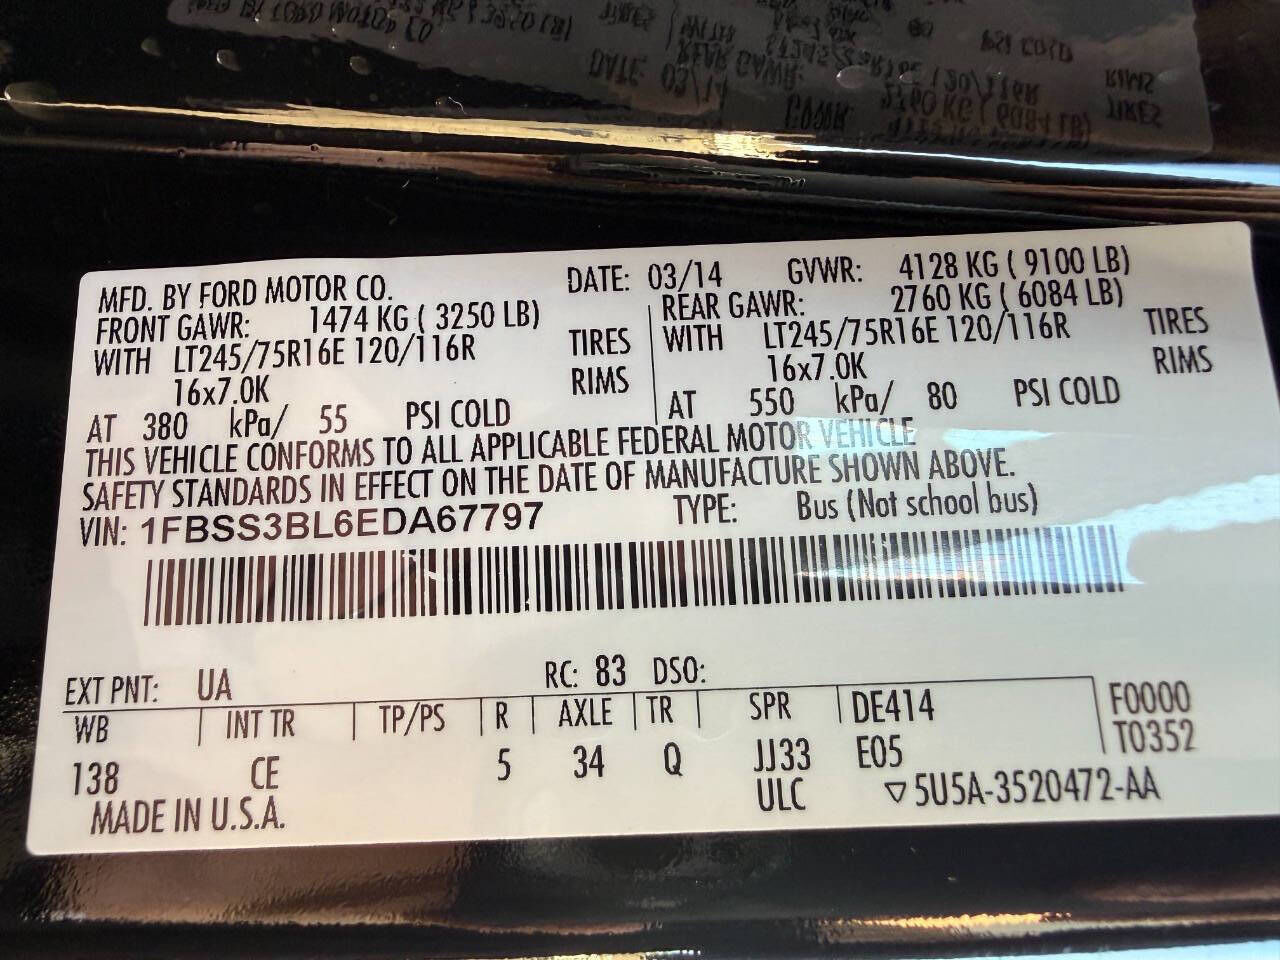 MFD. BY FORD MOTOR CO. DATE: 03/14 GVWR: 4128 KG ( 9100 LB)
FRONT GAWR: 1474 KG ( 3250 LB) REAR GAWR: 2760 KG ( 6084 LB)
WITH LT245/75R16E 120/116R TIRES WITH LT245/75R16E 120/116R TIRES
16x7.0K RIMS 16x7.0K RIMS
AT 380 kPa/ 55 PSI COLD AT 550 kPa/ 80 PSI COLD
THIS VEHICLE CONFORMS TO ALL APPLICABLE FEDERAL MOTOR VEHICLE
SAFETY STANDARDS IN EFFECT ON THE DATE OF MANUFACTURE SHOWN ABOVE.
VIN: 1FBSS3BL6EDA67797 TYPE: Bus (Not school bus)
EXT PNT: UA RC: 83 DSO:
WB INT TR TP/PS R AXLE TR SPR DE414 F0000
138 CE 5 34 Q JJ33 E05 T0352
MADE IN U.S.A. ULC ▽5U5A-3520472-AA